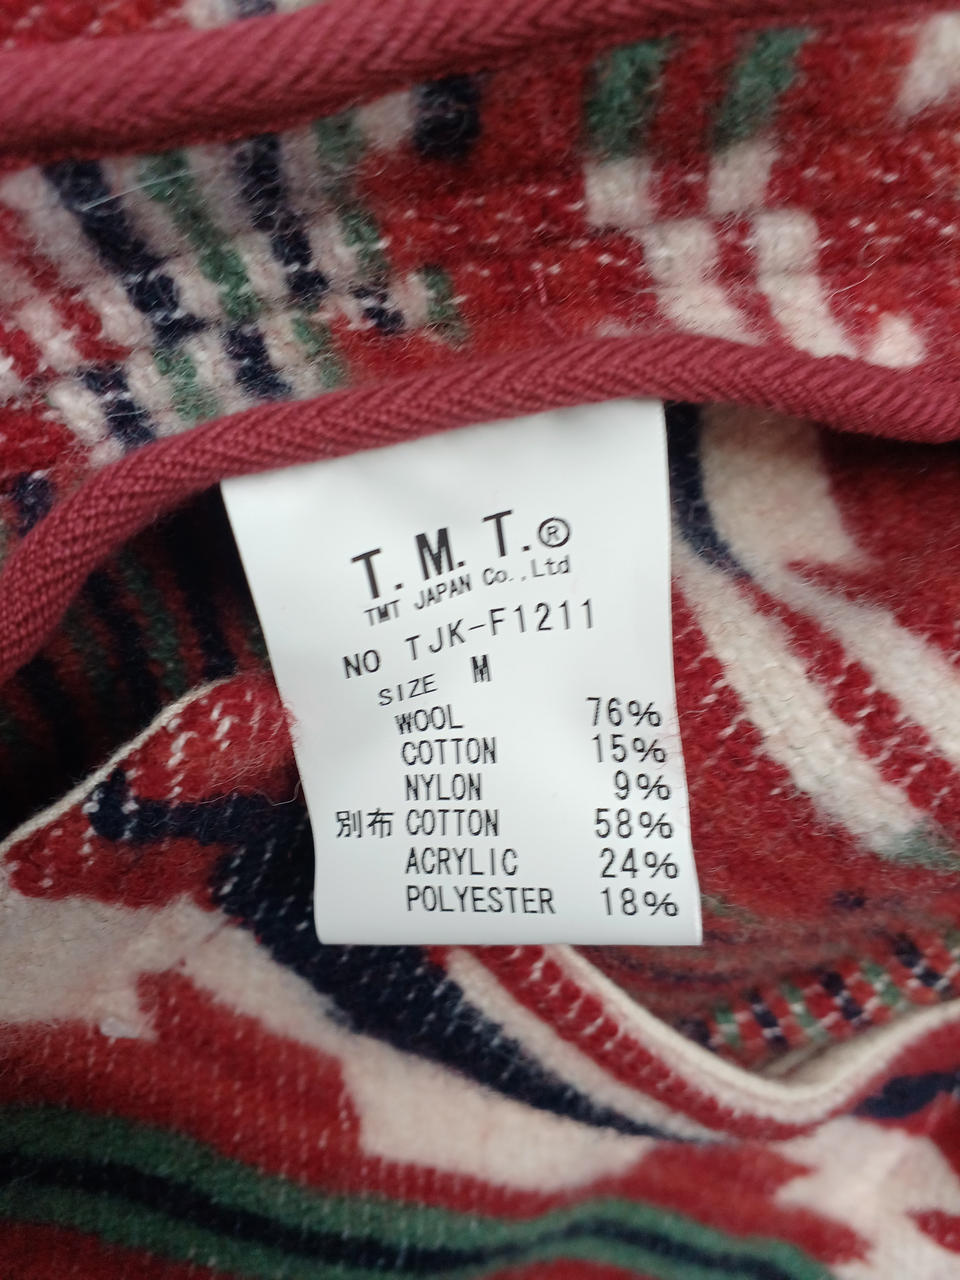 T. M. T.®
TMT JAPAN Co.,Ltd
NO TJK-F1211
SIZE M
WOOL 76%
COTTON 15%
NYLON 9%
別布 COTTON 58%
ACRYLIC 24%
POLYESTER 18%